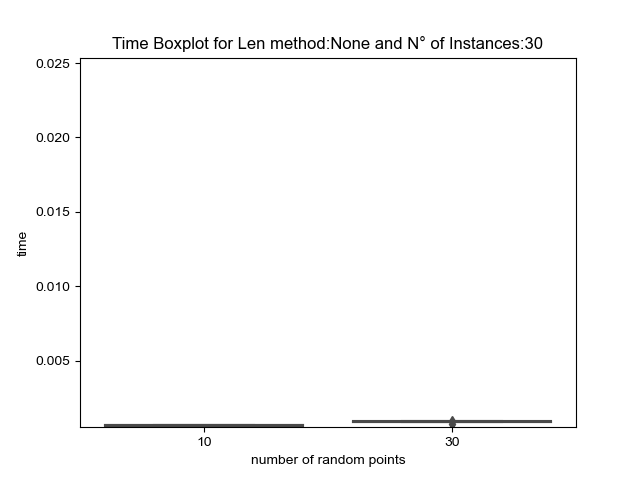 Time Boxplot for Len method:None and N° of Instances:30
0.025
0.020
0.015
0.010
0.005
time
10 30
number of random points